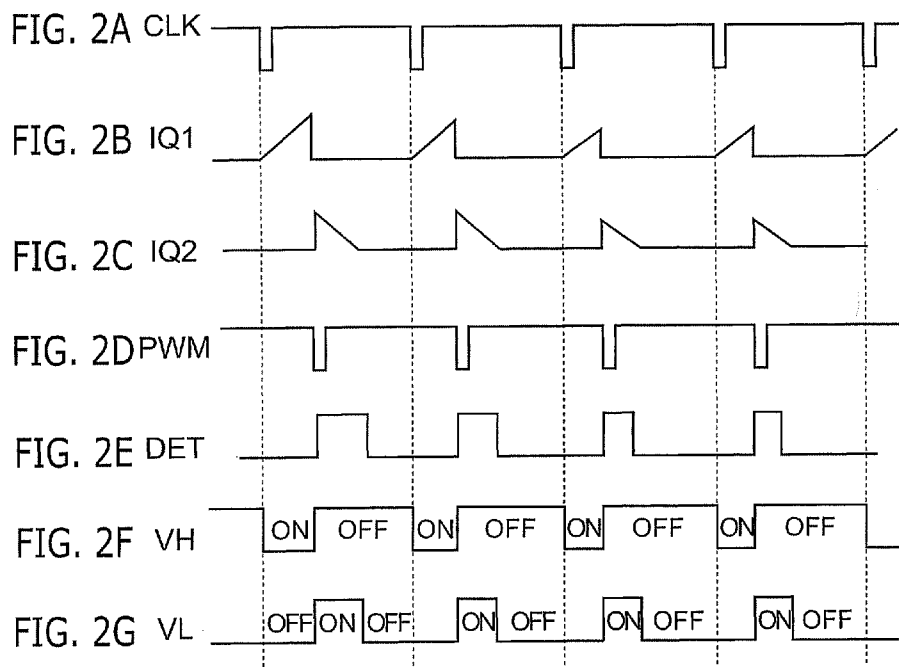 FIG. 2A CLK
FIG. 2B IQ1
FIG. 2C IQ2
FIG. 2D PWM
FIG. 2E DET
FIG. 2F VH ON OFF ON OFF ON OFF ON OFF
FIG. 2G VL OFF ON OFF ON OFF ON OFF ON OFF